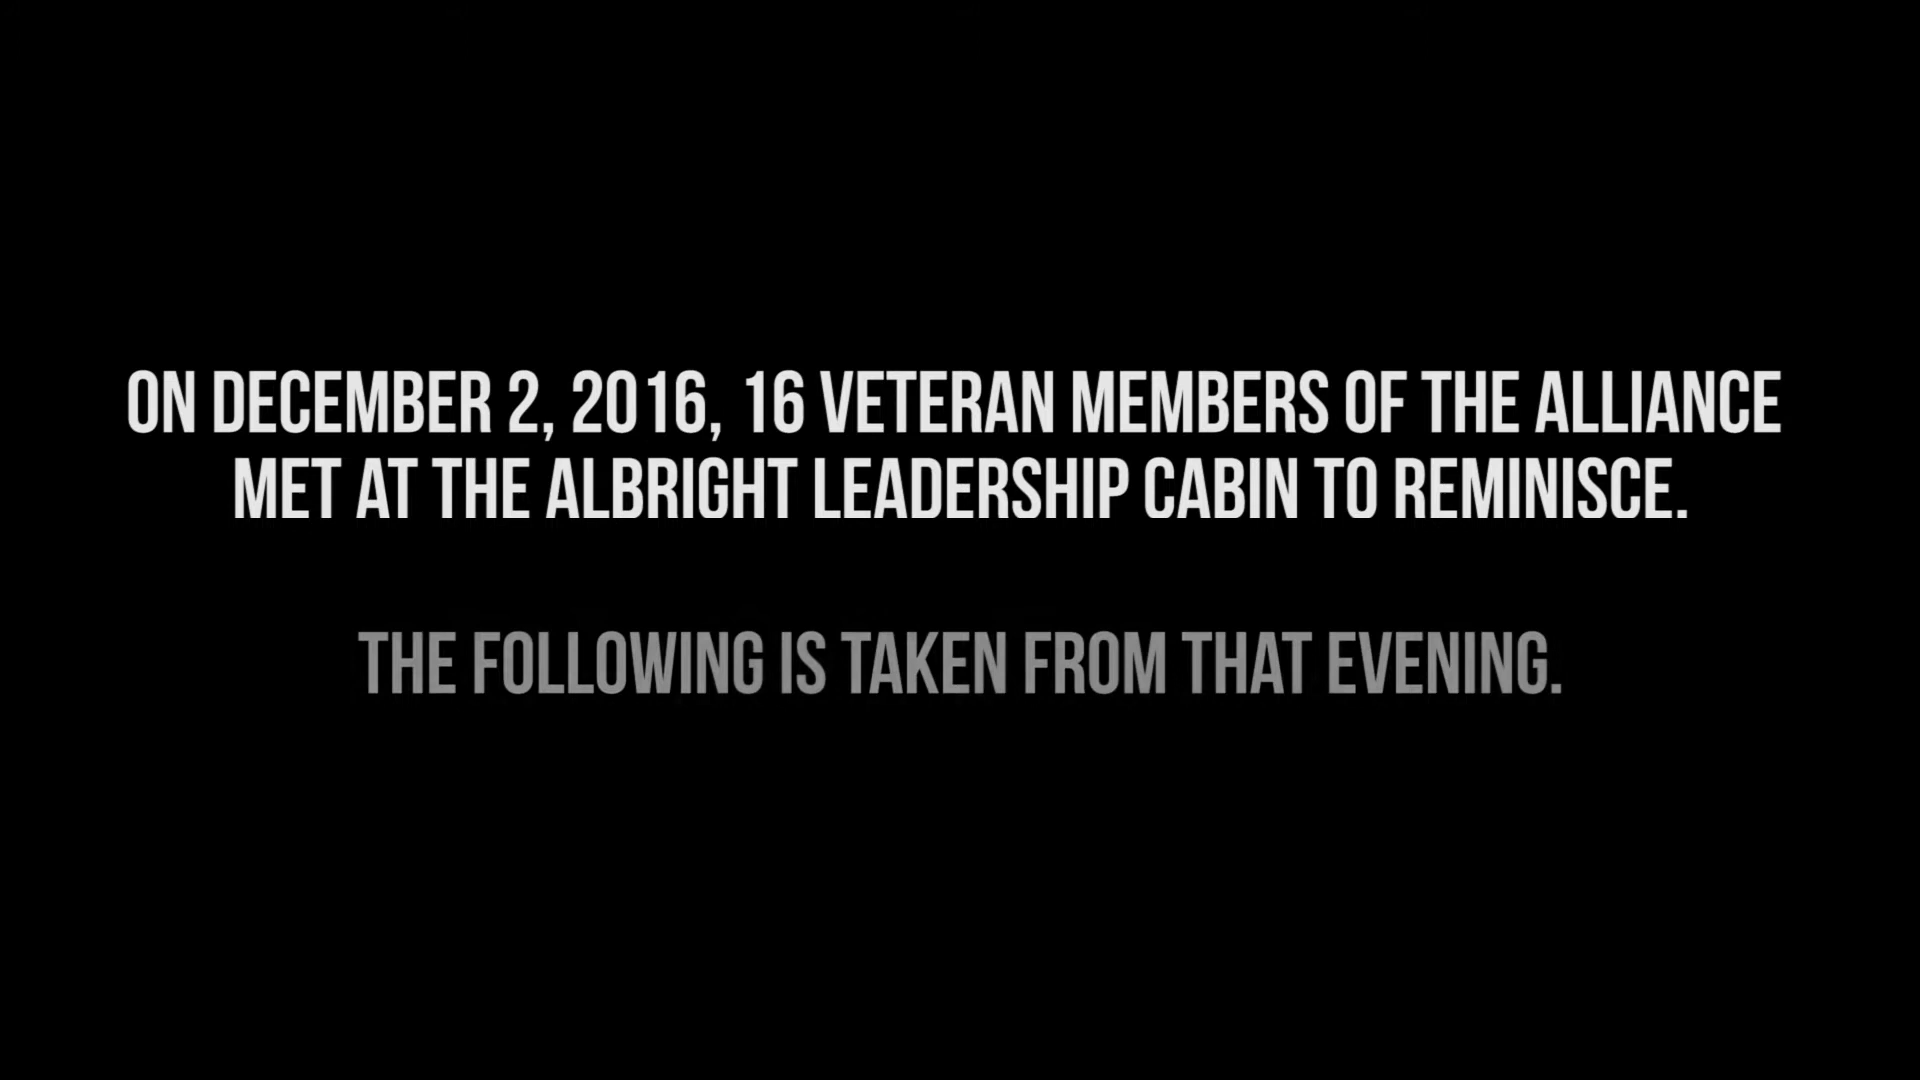 ON DECEMBER 2, 2016, 16 VETERAN MEMBERS OF THE ALLIANCE
MET AT THE ALBRIGHT LEADERSHIP CABIN TO REMINISCE.
THE FOLLOWING IS TAKEN FROM THAT EVENING.